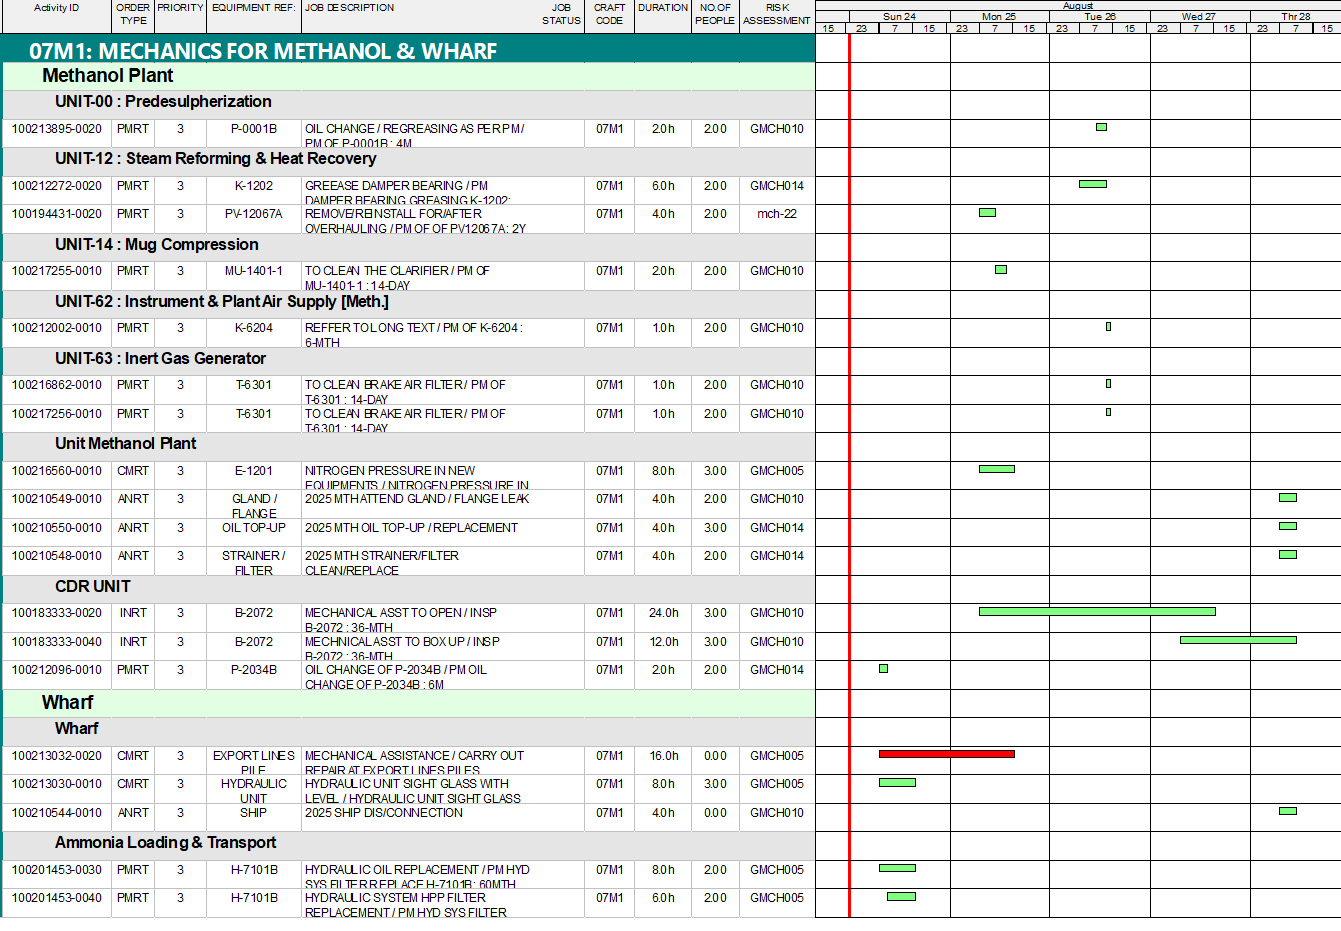 August
Activity ID ORDER TYPE PRIORITY EQUIPMENT REF: JOB DESCRIPTION JOB STATUS CRAFT CODE DURATION NO.OF PEOPLE RISK ASSESSMENT
Sun 24 Mon 25 Tue 26 Wed 27 Thr 28
15 23 7 15 23 7 15 23 7 15 23 7 15 23 7 15
07M1: MECHANICS FOR METHANOL & WHARF
Methanol Plant
UNIT-00 : Predesulpherization
100213895-0020 PMRT 3 P-0001B OIL CHANGE / REGREASING AS PER PM / 07M1 2.0h 2.00 GMCH010
PM OF P-0001B : 4M
UNIT-12 : Steam Reforming & Heat Recovery
100212272-0020 PMRT 3 K-1202 GREEASE DAMPER BEARING / PM 07M1 6.0h 2.00 GMCH014
DAMPER BEARING GREASING K-1202:
100194431-0020 PMRT 3 PV-12067A REMOVE/REINSTALL FOR/AFTER 07M1 4.0h 2.00 mch-22
OVERHAULING / PM OF OF PV12067A: 2Y
UNIT-14 : Mug Compression
100217255-0010 PMRT 3 MU-1401-1 TO CLEAN THE CLARIFIER / PM OF 07M1 2.0h 2.00 GMCH010
MU-1401-1 : 14-DAY
UNIT-62 : Instrument & Plant Air Supply [Meth.]
100212002-0010 PMRT 3 K-6204 REFFER TO LONG TEXT / PM OF K-6204 : 07M1 1.0h 2.00 GMCH010
6-MTH
UNIT-63 : Inert Gas Generator
100216862-0010 PMRT 3 T-6301 TO CLEAN BRAKE AIR FILTER / PM OF 07M1 1.0h 2.00 GMCH010
T-6301 : 14-DAY
100217256-0010 PMRT 3 T-6301 TO CLEAN BRAKE AIR FILTER / PM OF 07M1 1.0h 2.00 GMCH010
T-6301 : 14-DAY
Unit Methanol Plant
100216560-0010 CMRT 3 E-1201 NITROGEN PRESSURE IN NEW 07M1 8.0h 3.00 GMCH005
EQUIPMENTS / NITROGEN PRESSURE IN
100210549-0010 ANRT 3 GLAND / 2025 MTH ATTEND GLAND / FLANGE LEAK 07M1 4.0h 2.00 GMCH010
FLANGE
100210550-0010 ANRT 3 OIL TOP-UP 2025 MTH OIL TOP-UP / REPLACEMENT 07M1 4.0h 3.00 GMCH014
100210548-0010 ANRT 3 STRAINER / 2025 MTH STRAINER/FILTER 07M1 4.0h 2.00 GMCH014
FILTER CLEAN/REPLACE
CDR UNIT
100183333-0020 INRT 3 B-2072 MECHANICAL ASST TO OPEN / INSP 07M1 24.0h 3.00 GMCH010
B-2072 : 36-MTH
100183333-0040 INRT 3 B-2072 MECHNICAL ASST TO BOX UP / INSP 07M1 12.0h 3.00 GMCH010
B-2072 : 36-MTH
100212096-0010 PMRT 3 P-2034B OIL CHANGE OF P-2034B / PM OIL 07M1 2.0h 2.00 GMCH014
CHANGE OF P-2034B : 6M
Wharf
Wharf
100213032-0020 CMRT 3 EXPORT LINES MECHANICAL ASSISTANCE / CARRY OUT 07M1 16.0h 0.00 GMCH005
PILE REPAIR AT EXPORT LINES PILES
100213030-0010 CMRT 3 HYDRAULIC HYDRAULIC UNIT SIGHT GLASS WITH 07M1 8.0h 3.00 GMCH005
UNIT LEVEL / HYDRAULIC UNIT SIGHT GLASS
100210544-0010 ANRT 3 SHIP 2025 SHIP DIS/CONNECTION 07M1 4.0h 0.00 GMCH010
Ammonia Loading & Transport
100201453-0030 PMRT 3 H-7101B HYDRAULIC OIL REPLACEMENT / PM HYD 07M1 8.0h 2.00 GMCH005
SYS FILTER REPLACE H-7101B: 60MTH
100201453-0040 PMRT 3 H-7101B HYDRAULIC SYSTEM HPP FILTER 07M1 6.0h 2.00 GMCH005
REPLACEMENT / PM HYD SYS FILTER